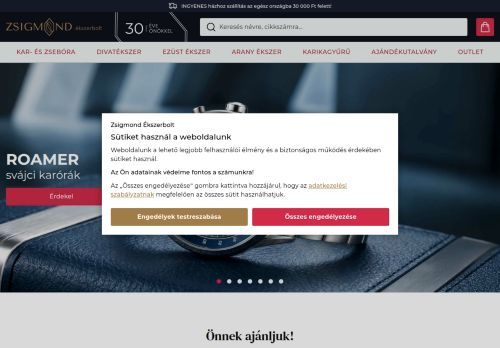 INGYENES házhoz szállítás az egész országba 30 000 Ft felett!
ZSIGMOND ékszerbolt
30 ÉVE ÖNÖKKEL
Keresés névre, cikkszámra...
KAR- ÉS ZSEBÓRA DIVATÉKSZER EZÜST ÉKSZER ARANY ÉKSZER KARIKAGYŰRŰ AJÁNDÉKUTALVÁNY OUTLET
ROAMER
svájci karórák
Érdekel
Zsigmond Ékszerbolt
Sütiket használ a weboldalunk
Weboldalunk a lehető legjobb felhasználói élmény és a biztonságos működés érdekében
sütiket használ.
Az Ön adatainak védelme fontos a számunkra!
Az „Összes engedélyezése" gombra kattintva hozzájárul, hogy az adatkezelési
szabályzatnak megfelelően az összes sütit használhatjuk.
Engedélyek testreszabása
Összes engedélyezése
Önnek ajánljuk!